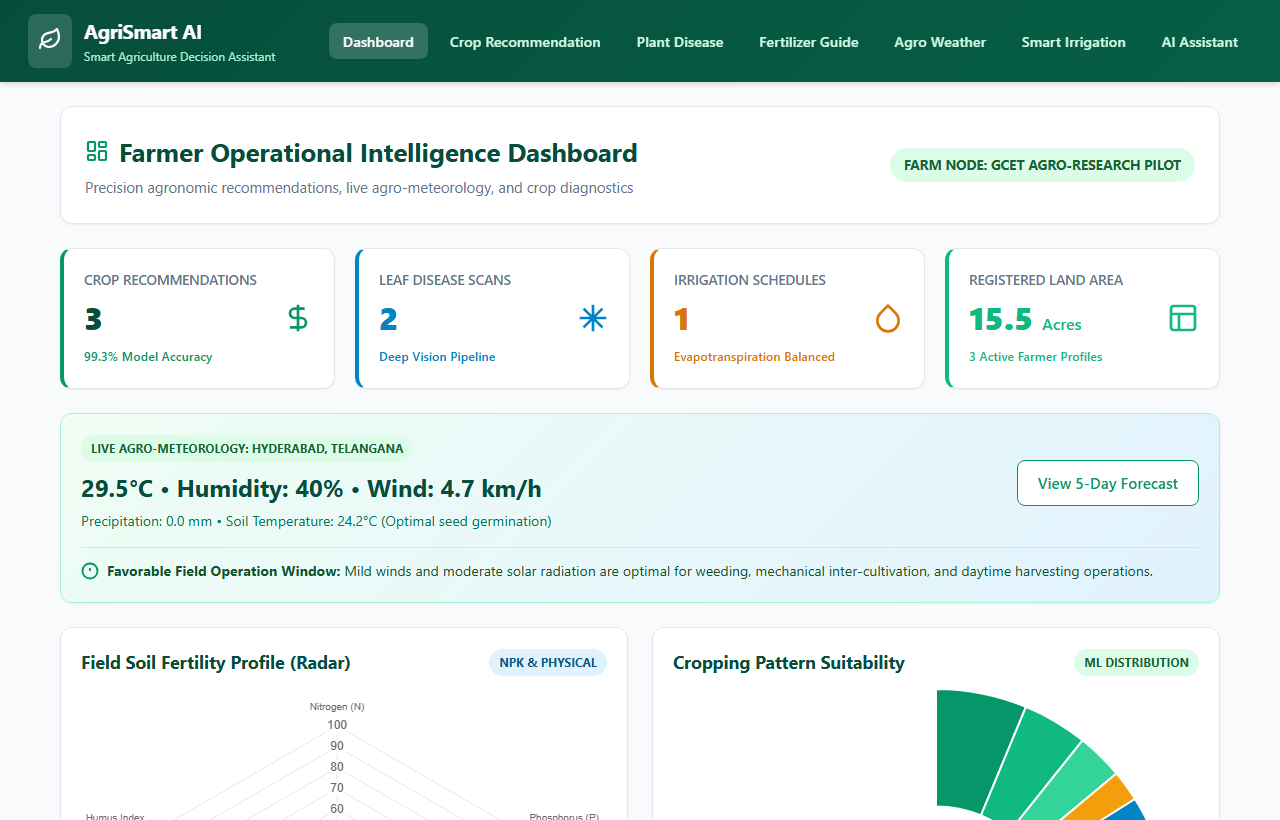 AgriSmart AI
Smart Agriculture Decision Assistant
Dashboard
Crop Recommendation
Plant Disease
Fertilizer Guide
Agro Weather
Smart Irrigation
AI Assistant
Farmer Operational Intelligence Dashboard
Precision agronomic recommendations, live agro-meteorology, and crop diagnostics
FARM NODE: GCET AGRO-RESEARCH PILOT
CROP RECOMMENDATIONS
3
99.3% Model Accuracy
LEAF DISEASE SCANS
2
Deep Vision Pipeline
IRRIGATION SCHEDULES
1
Evapotranspiration Balanced
REGISTERED LAND AREA
15.5 Acres
3 Active Farmer Profiles
LIVE AGRO-METEOROLOGY: HYDERABAD, TELANGANA
29.5°C • Humidity: 40% • Wind: 4.7 km/h
Precipitation: 0.0 mm • Soil Temperature: 24.2°C (Optimal seed germination)
View 5-Day Forecast
Favorable Field Operation Window: Mild winds and moderate solar radiation are optimal for weeding, mechanical inter-cultivation, and daytime harvesting operations.
Field Soil Fertility Profile (Radar)
NPK & PHYSICAL
Nitrogen (N)
100
90
80
70
60
Humus Index
Phosphorus (P)
Cropping Pattern Suitability
ML DISTRIBUTION